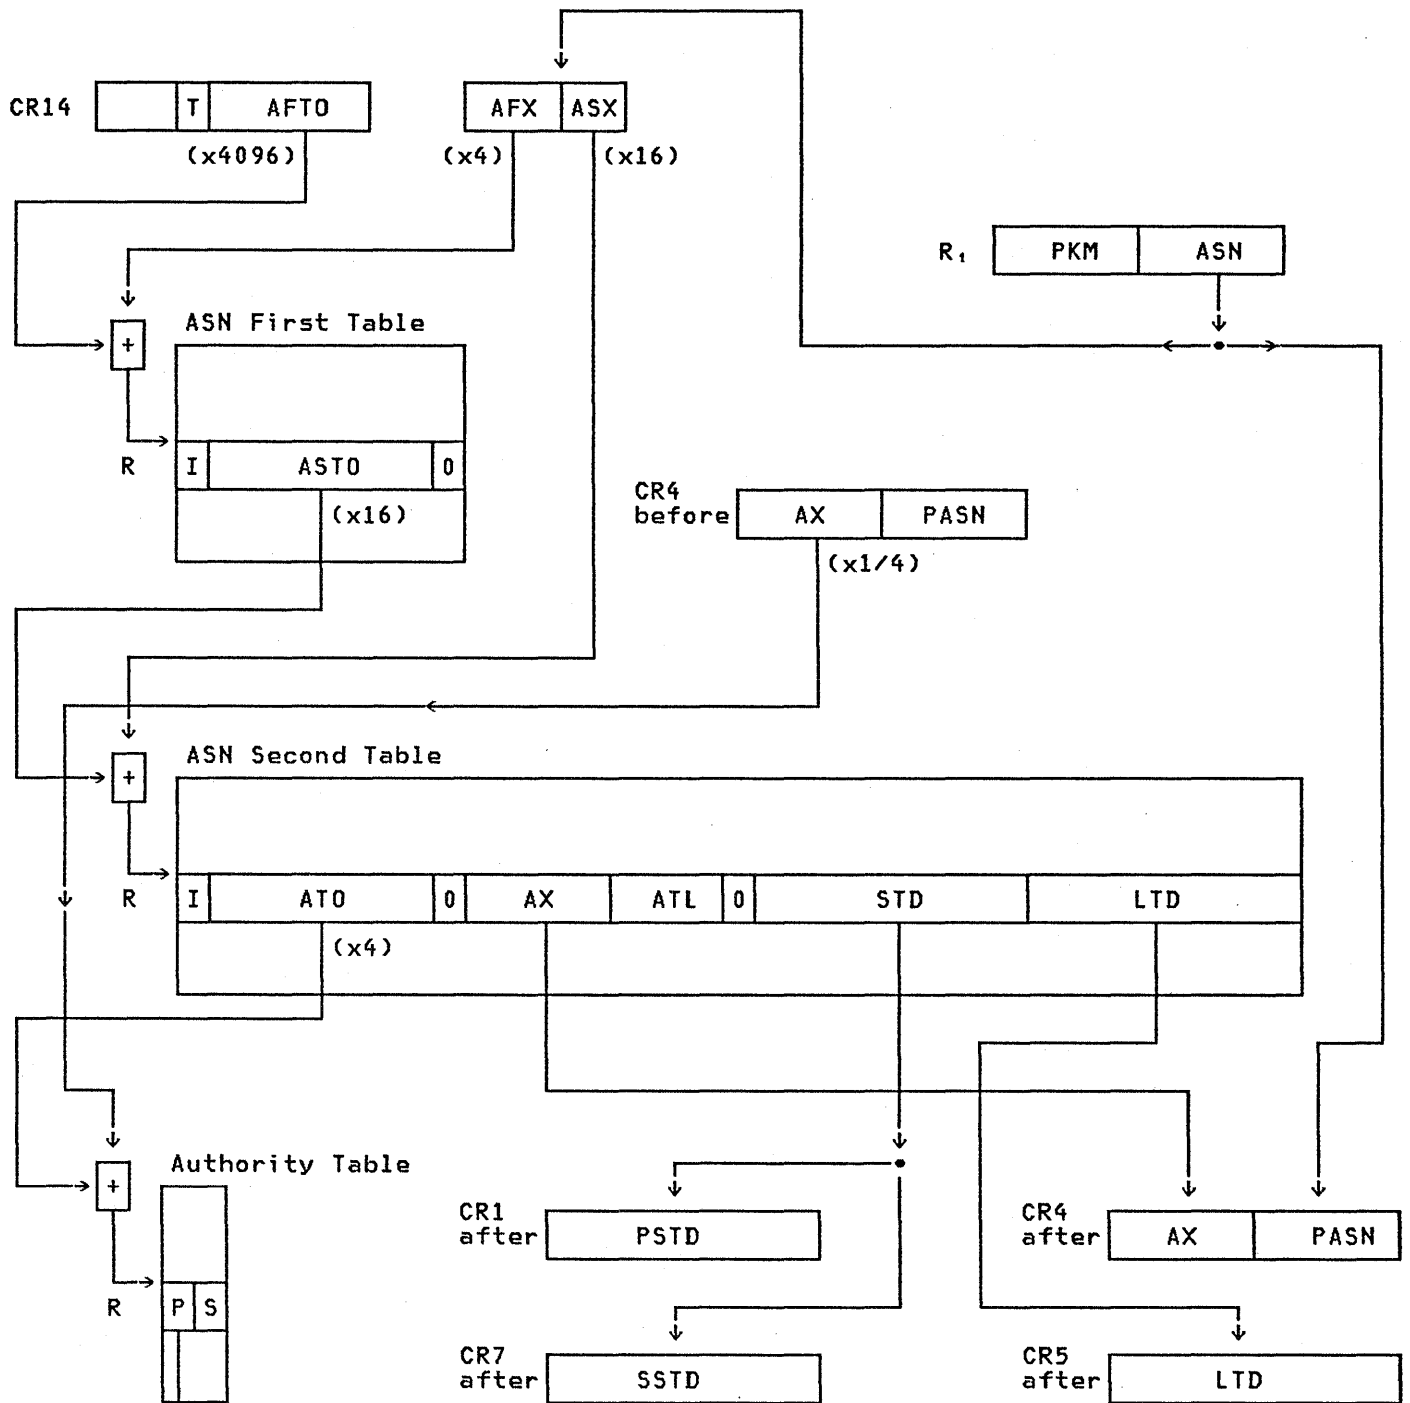 CR14 T AFTO AFX ASX
(x4096) (x4) (x16)
R₁ PKM ASN
+ ASN First Table
R I ASTO 0
(x16)
CR4 before AX PASN
(x1/4)
+ ASN Second Table
R I ATO 0 AX ATL 0 STD LTD
(x4)
+ Authority Table
CR1 after PSTD
CR4 after AX PASN
R P S
CR7 after SSTD
CR5 after LTD